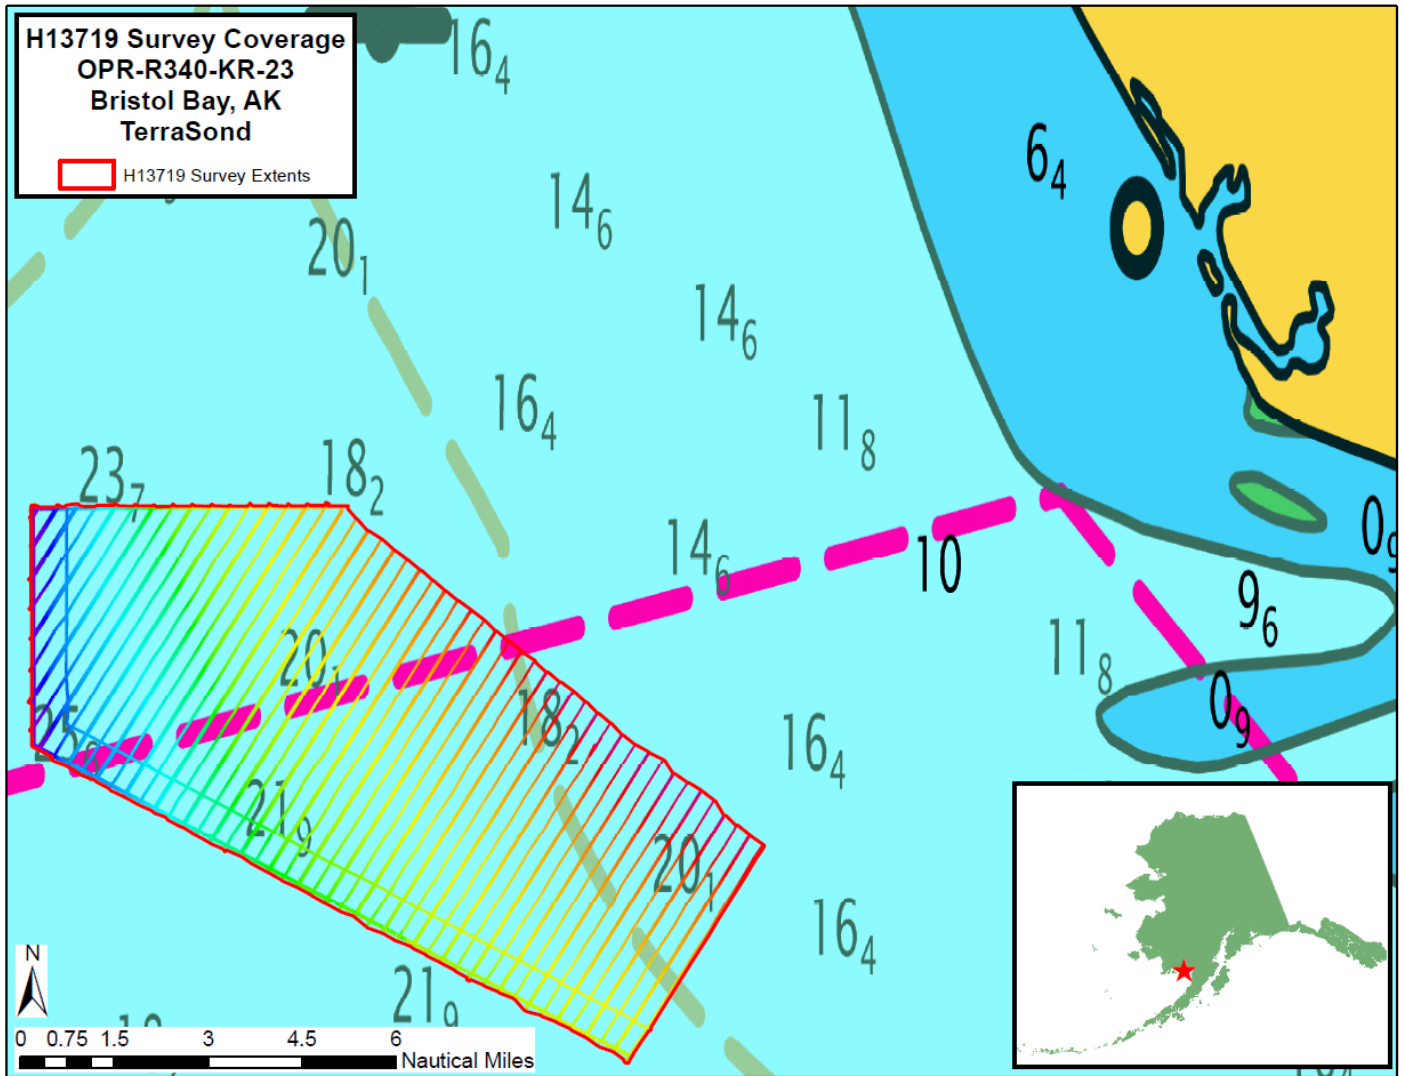 H13719 Survey Coverage
OPR-R340-KR-23
Bristol Bay, AK
TerraSond
H13719 Survey Extents
16₄
6₄
14₆
20₁
14₆
16₄
11₈
23₇
18₂
14₆
10
0₉
9₆
11₈
20₁
18₂
0₉
16₄
21₉
20₁
16₄
21₉
N
0 0.75 1.5 3 4.5 6
Nautical Miles